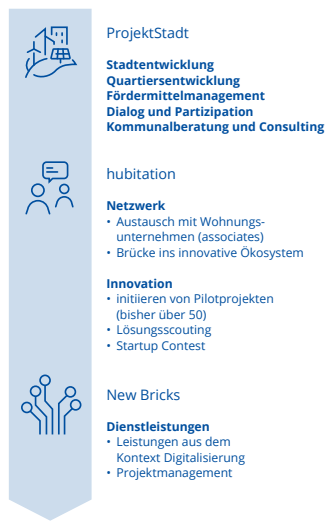 ProjektStadt
Stadtentwicklung
Quartiersentwicklung
Fördermittelmanagement
Dialog und Partizipation
Kommunalberatung und Consulting
hubitation
Netzwerk
• Austausch mit Wohnungs-
unternehmen (associates)
• Brücke ins innovative Ökosystem
Innovation
• initiieren von Pilotprojekten
(bisher über 50)
• Lösungsscouting
• Startup Contest
New Bricks
Dienstleistungen
• Leistungen aus dem
Kontext Digitalisierung
• Projektmanagement